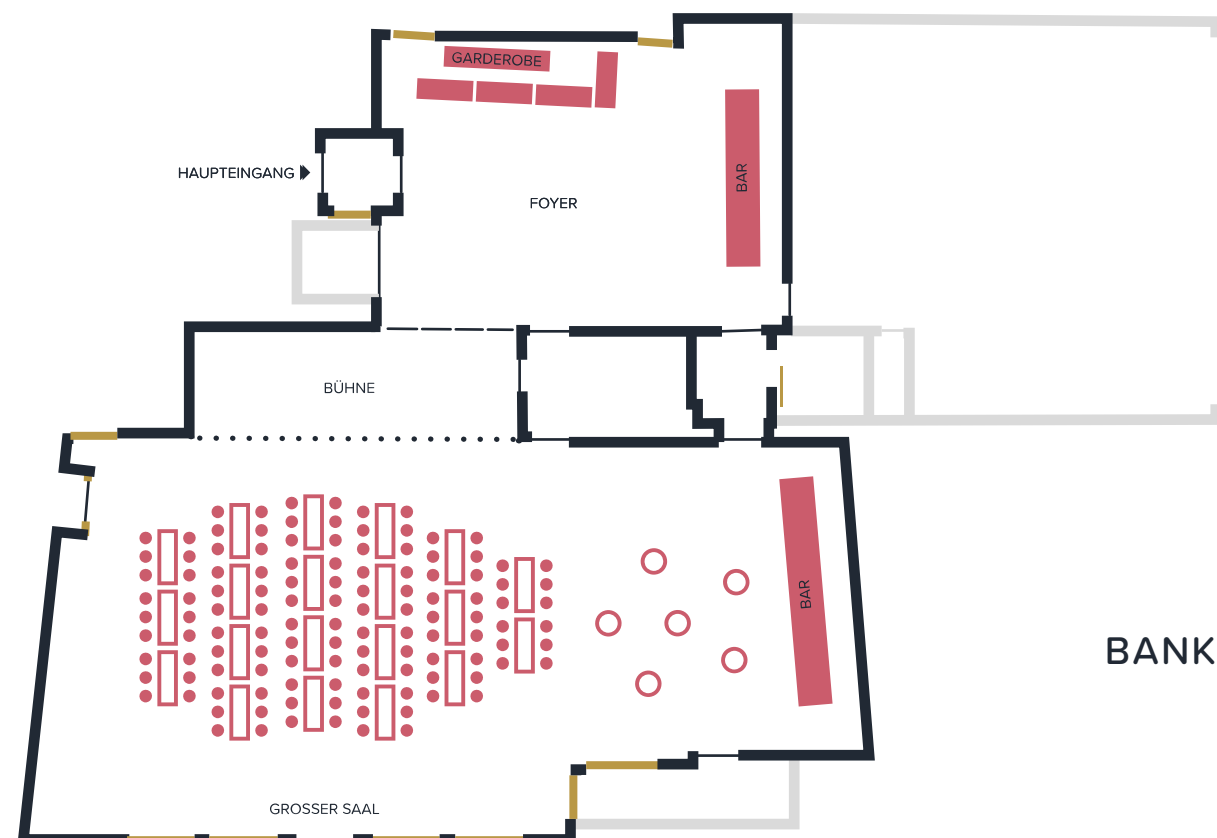 GARDEROBE
HAUPTEINGANG
BAR
FOYER
BÜHNE
BAR
BANK
GROSSER SAAL